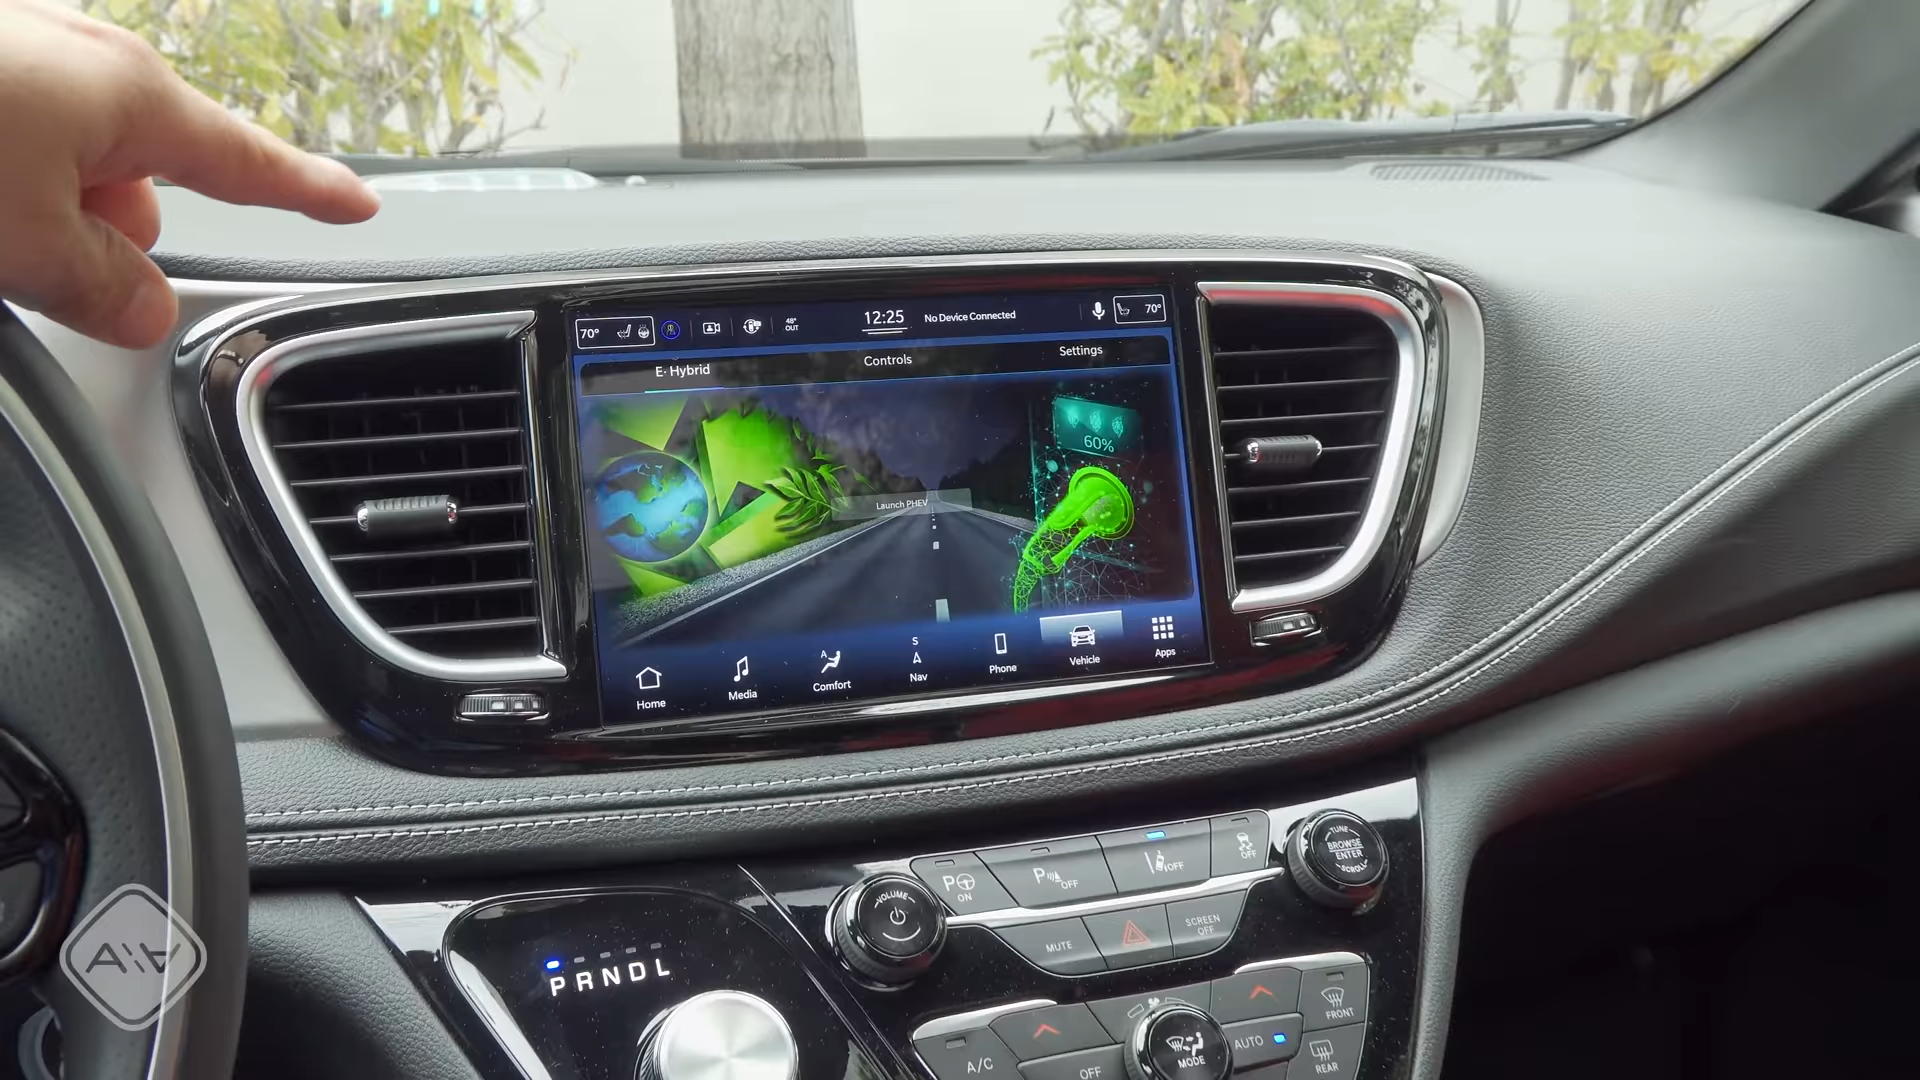 70°
48°
OUT
12:25
No Device Connected
70°
E· Hybrid
Controls
Settings
60%
Launch PHEV
Home
Media
A
Comfort
S
Nav
Phone
Vehicle
Apps
VOLUME
P
ON
P OFF
OFF
OFF
TUNE
BROWSE
ENTER
SCROLL
MUTE
SCREEN
OFF
P R N D L
A/C
OFF
MODE
AUTO
FRONT
REAR